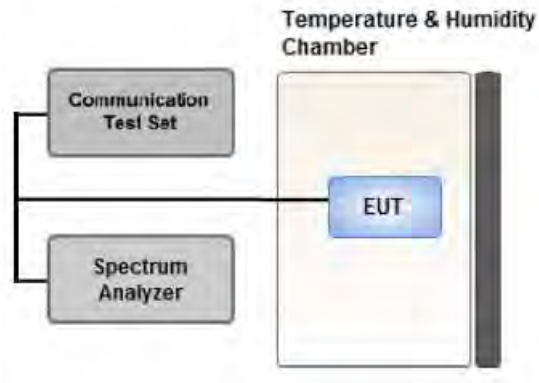 Temperature & Humidity
Chamber
Communication
Test Set
EUT
Spectrum
Analyzer